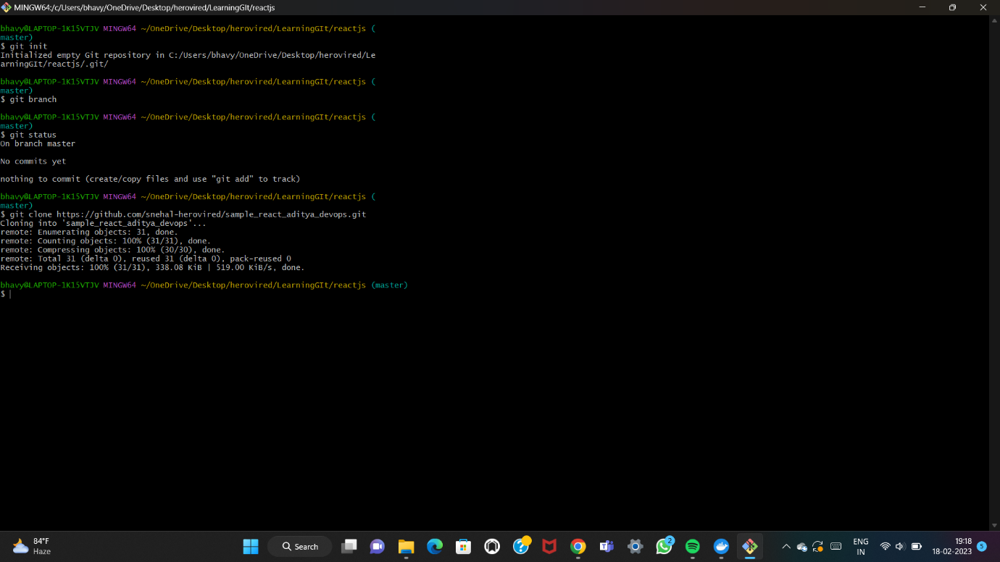 MINGW64:/c/Users/bhavy/OneDrive/Desktop/herovired/LearningGIt/reactjs
bhavy@LAPTOP-1K15VTJV MINGW64 ~/OneDrive/Desktop/herovired/LearningGIt/reactjs (
master)
$ git init
Initialized empty Git repository in C:/Users/bhavy/OneDrive/Desktop/herovired/Le
arningGIt/reactjs/.git/
bhavy@LAPTOP-1K15VTJV MINGW64 ~/OneDrive/Desktop/herovired/LearningGIt/reactjs (
master)
$ git branch
bhavy@LAPTOP-1K15VTJV MINGW64 ~/OneDrive/Desktop/herovired/LearningGIt/reactjs (
master)
$ git status
On branch master
No commits yet
nothing to commit (create/copy files and use "git add" to track)
bhavy@LAPTOP-1K15VTJV MINGW64 ~/OneDrive/Desktop/herovired/LearningGIt/reactjs (
master)
$ git clone https://github.com/snehal-herovired/sample_react_aditya_devops.git
Cloning into 'sample_react_aditya_devops'...
remote: Enumerating objects: 31, done.
remote: Counting objects: 100% (31/31), done.
remote: Compressing objects: 100% (30/30), done.
remote: Total 31 (delta 0), reused 31 (delta 0), pack-reused 0
Receiving objects: 100% (31/31), 338.08 KiB | 519.00 KiB/s, done.
bhavy@LAPTOP-1K15VTJV MINGW64 ~/OneDrive/Desktop/herovired/LearningGIt/reactjs (master)
$
84°F
Haze
Search
2
ENG
IN
19:18
18-02-2023
5